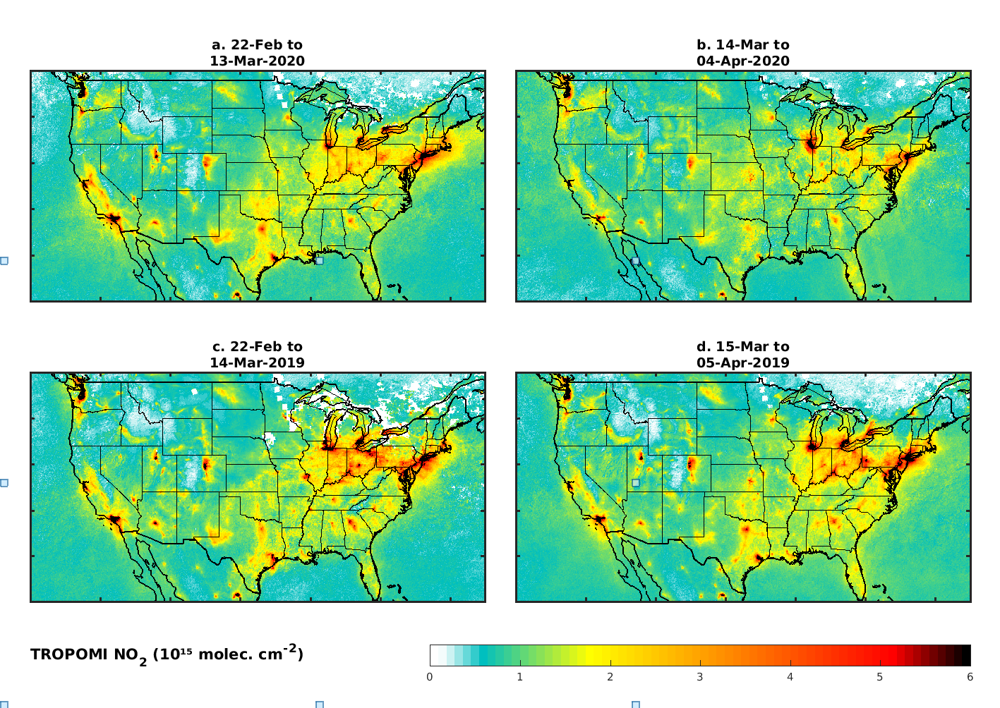 a. 22-Feb to
13-Mar-2020
b. 14-Mar to
04-Apr-2020
c. 22-Feb to
14-Mar-2019
d. 15-Mar to
05-Apr-2019
TROPOMI NO₂ (10¹⁵ molec. cm⁻²)
0 1 2 3 4 5 6